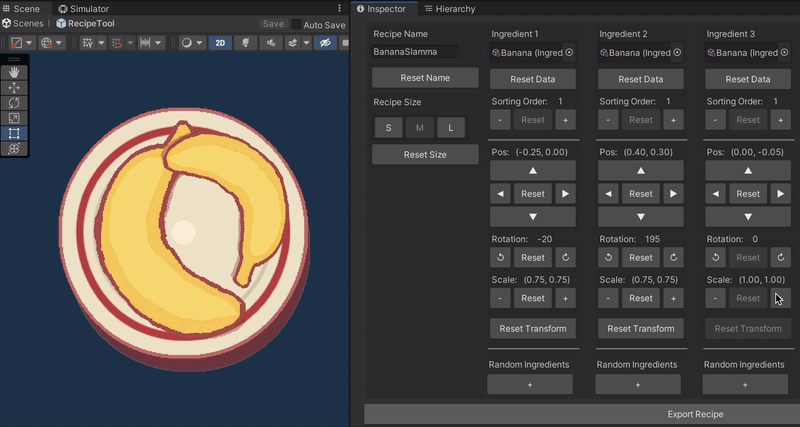 Scene
Simulator
Inspector
Hierarchy
Scenes
RecipeTool
Save
Auto Save
2D
Recipe Name
BananaSlamma
Reset Name
Recipe Size
S
M
L
Reset Size
Ingredient 1
Banana (Ingred
Reset Data
Sorting Order: 1
- Reset +
Pos: (-0.25, 0.00)
Reset
Rotation: -20
Reset
Scale: (0.75, 0.75)
- Reset +
Reset Transform
Random Ingredients
+
Ingredient 2
Banana (Ingred
Reset Data
Sorting Order: 1
- Reset +
Pos: (0.40, 0.30)
Reset
Rotation: 195
Reset
Scale: (0.75, 0.75)
- Reset +
Reset Transform
Random Ingredients
+
Ingredient 3
Banana (Ingred
Reset Data
Sorting Order: 1
- Reset +
Pos: (0.00, -0.05)
Reset
Rotation: 0
Reset
Scale: (1.00, 1.00)
- Reset
Reset Transform
Random Ingredients
+
Export Recipe